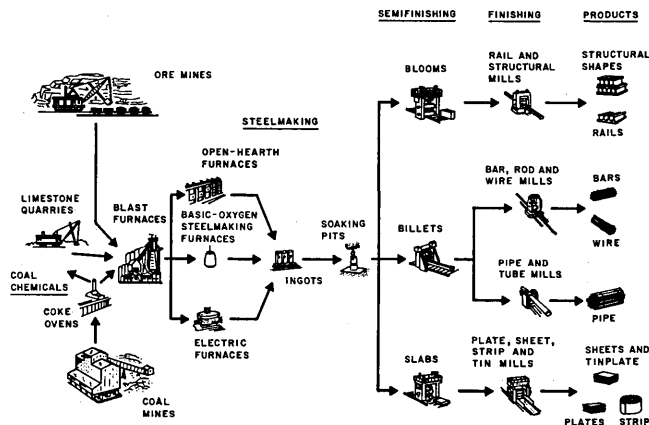 SEMIFINISHING
FINISHING
PRODUCTS
ORE MINES
BLOOMS
RAIL AND
STRUCTURAL
MILLS
STRUCTURAL
SHAPES
RAILS
STEELMAKING
OPEN-HEARTH
FURNACES
LIMESTONE
QUARRIES
BLAST
FURNACES
BASIC-OXYGEN
STEELMAKING
FURNACES
SOAKING
PITS
INGOTS
BILLETS
BAR, ROD AND
WIRE MILLS
BARS
WIRE
PIPE AND
TUBE MILLS
PIPE
COAL
CHEMICALS
COKE
OVENS
ELECTRIC
FURNACES
COAL
MINES
SLABS
PLATE, SHEET,
STRIP AND
TIN MILLS
SHEETS AND
TINPLATE
PLATES
STRIP